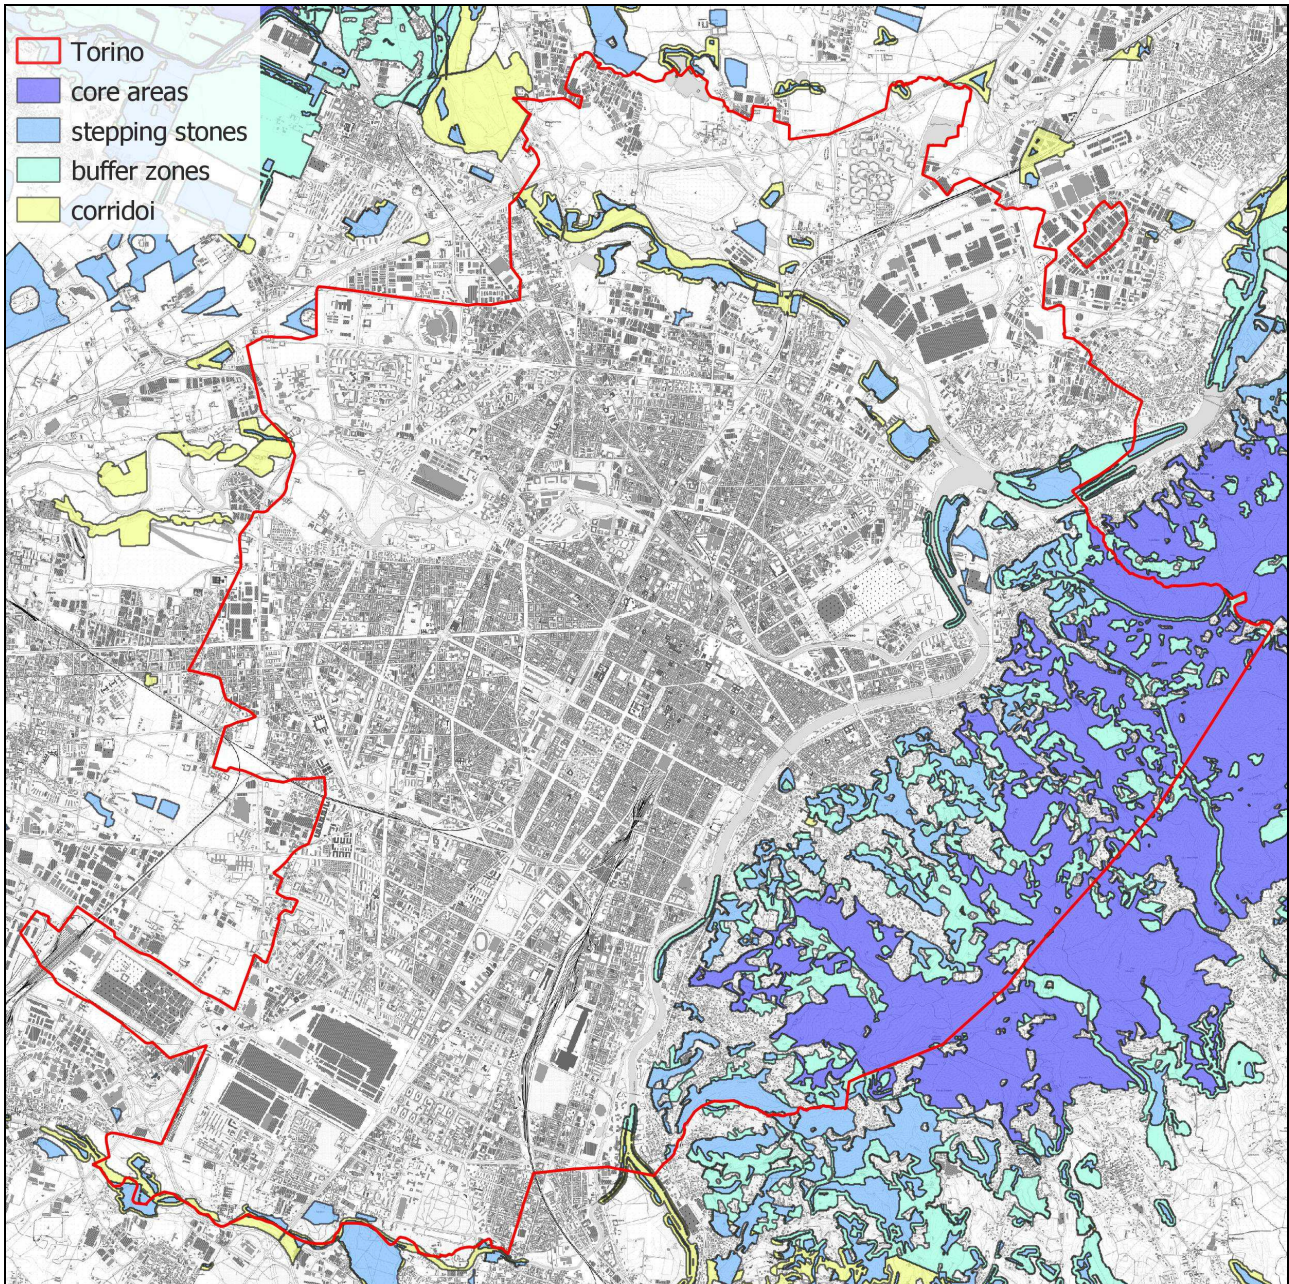 Torino
core areas
stepping stones
buffer zones
corridoi